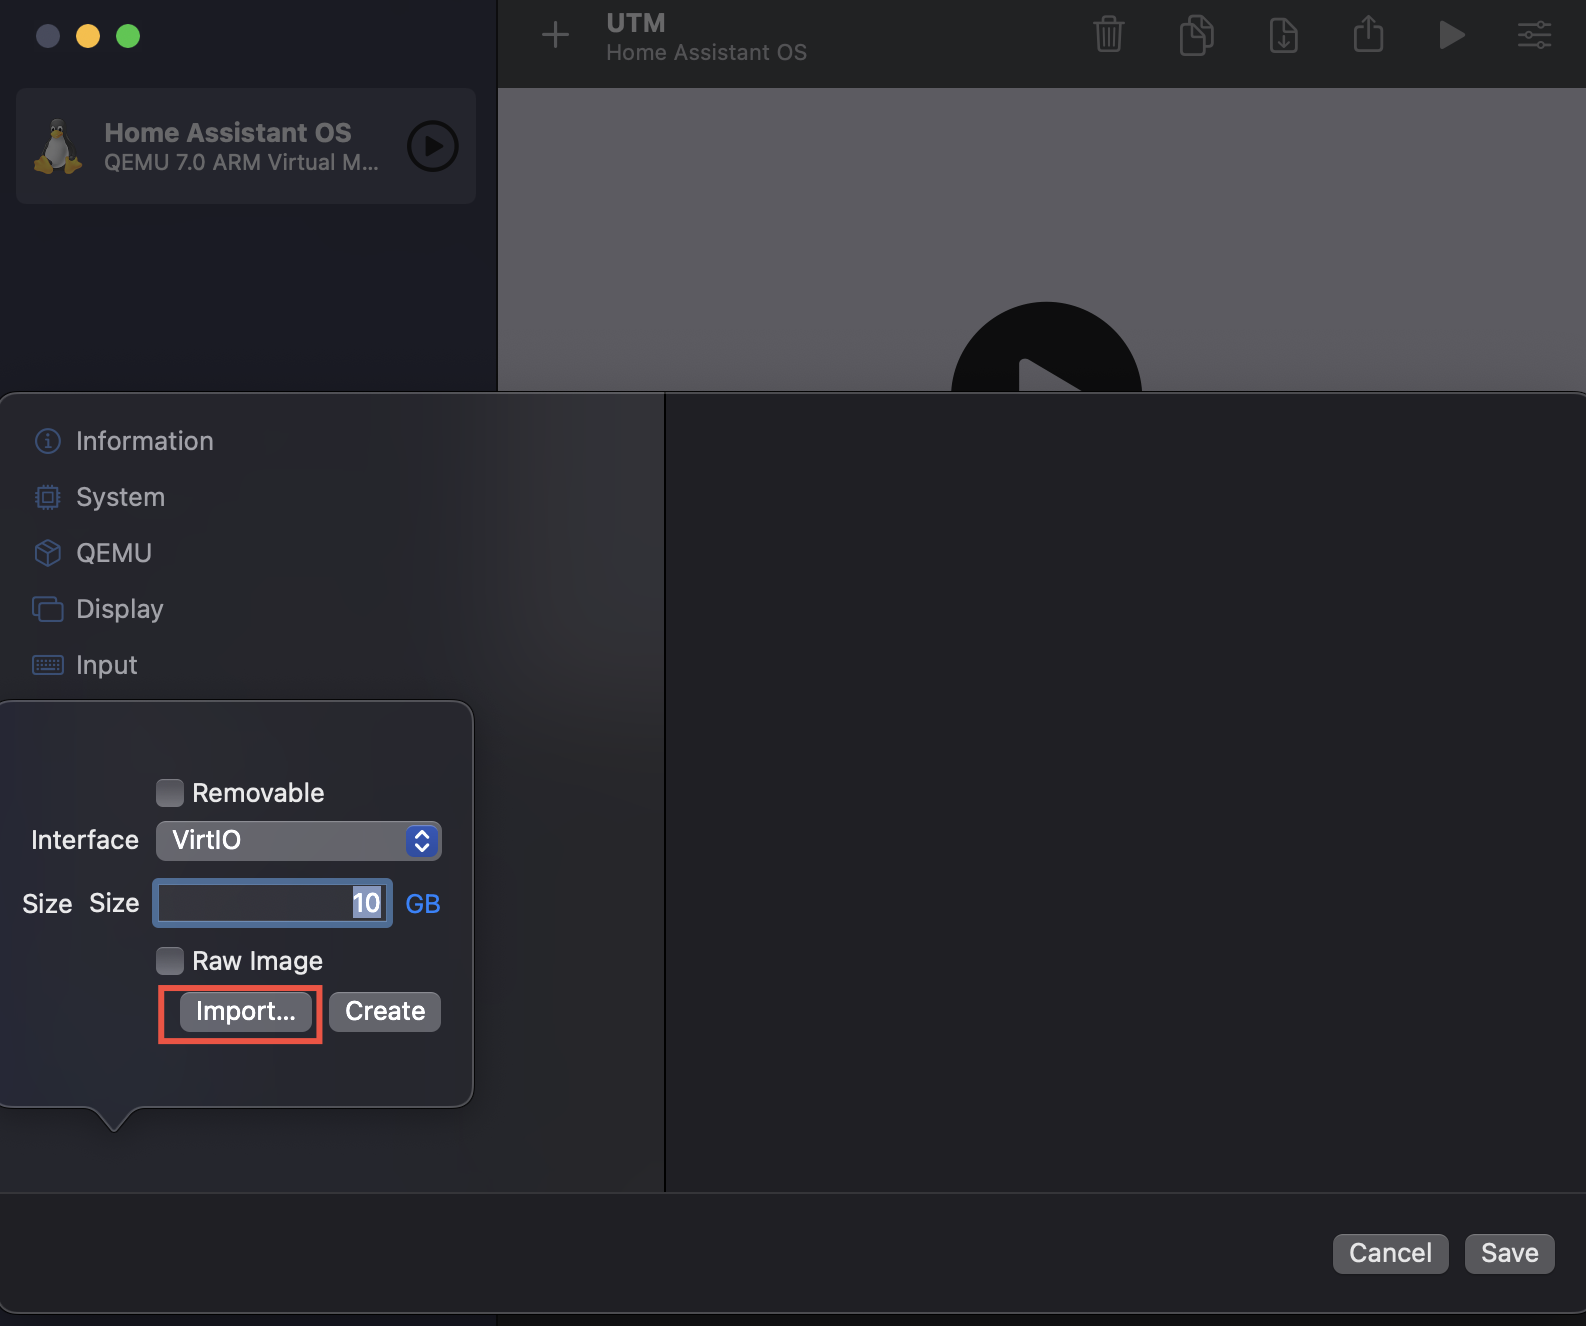 UTM
Home Assistant OS
Home Assistant OS
QEMU 7.0 ARM Virtual M...
Information
System
QEMU
Display
Input
Removable
Interface VirtIO
Size Size 10 GB
Raw Image
Import... Create
Cancel Save